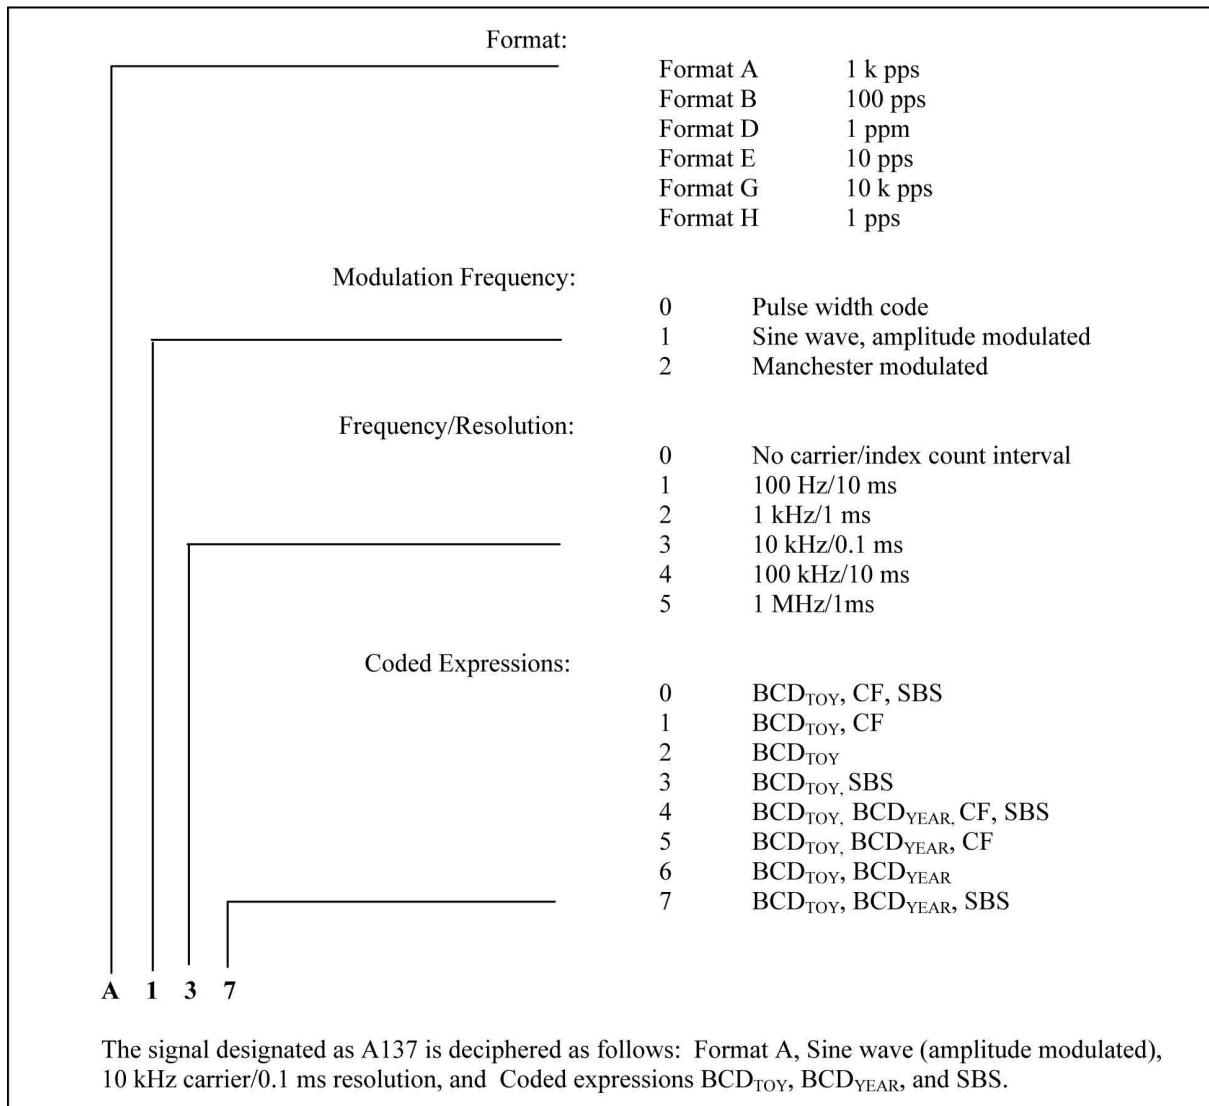 Format:
Format A 1 k pps
Format B 100 pps
Format D 1 ppm
Format E 10 pps
Format G 10 k pps
Format H 1 pps
Modulation Frequency:
0 Pulse width code
1 Sine wave, amplitude modulated
2 Manchester modulated
Frequency/Resolution:
0 No carrier/index count interval
1 100 Hz/10 ms
2 1 kHz/1 ms
3 10 kHz/0.1 ms
4 100 kHz/10 ms
5 1 MHz/1ms
Coded Expressions:
0 BCDTOY, CF, SBS
1 BCDTOY, CF
2 BCDTOY
3 BCDTOY, SBS
4 BCDTOY, BCDYEAR, CF, SBS
5 BCDTOY, BCDYEAR, CF
6 BCDTOY, BCDYEAR
7 BCDTOY, BCDYEAR, SBS
A 1 3 7
The signal designated as A137 is deciphered as follows: Format A, Sine wave (amplitude modulated),
10 kHz carrier/0.1 ms resolution, and Coded expressions BCDTOY, BCDYEAR, and SBS.